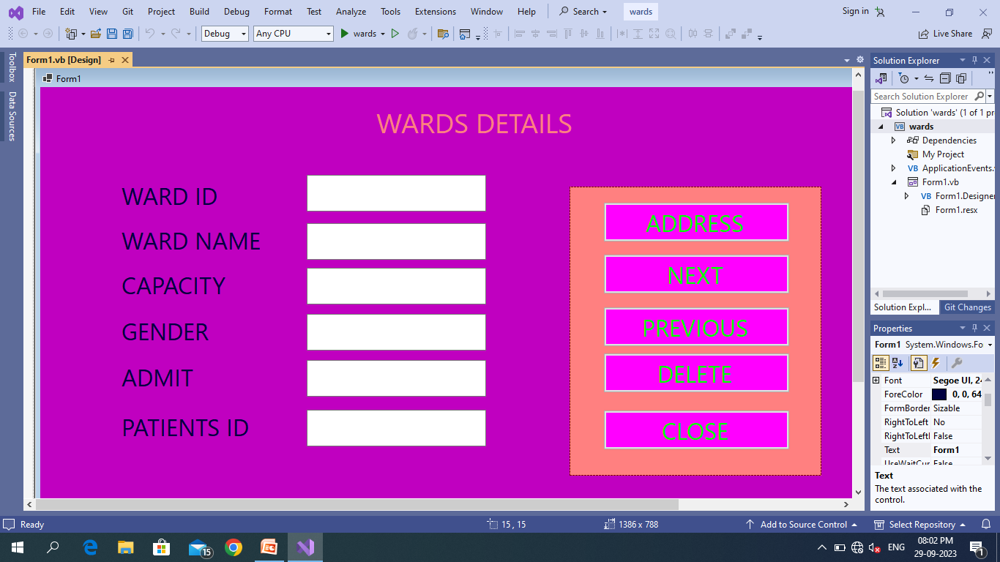 File Edit View Git Project Build Debug Format Test Analyze Tools Extensions Window Help Search wards Sign in
Debug Any CPU wards Live Share
Toolbox
Data Sources
Form1.vb [Design]
Form1
WARDS DETAILS
WARD ID
WARD NAME
CAPACITY
GENDER
ADMIT
PATIENTS ID
ADDRESS
NEXT
PREVIOUS
DELETE
CLOSE
Solution Explorer
Search Solution Explorer
Solution 'wards' (1 of 1 pr
VB wards
Dependencies
My Project
VB ApplicationEvents.
Form1.vb
VB Form1.Designer
Form1.resx
Solution Expl... Git Changes
Properties
Form1 System.Windows.Fo
Font Segoe UI, 24
ForeColor 0, 0, 64
FormBorder Sizable
RightToLeft No
RightToLeftl False
Text Form1
UseWaitCur False
Text
The text associated with the
control.
Ready 15 , 15 1386 x 788 Add to Source Control Select Repository
15 ENG 08:02 PM
29-09-2023 1